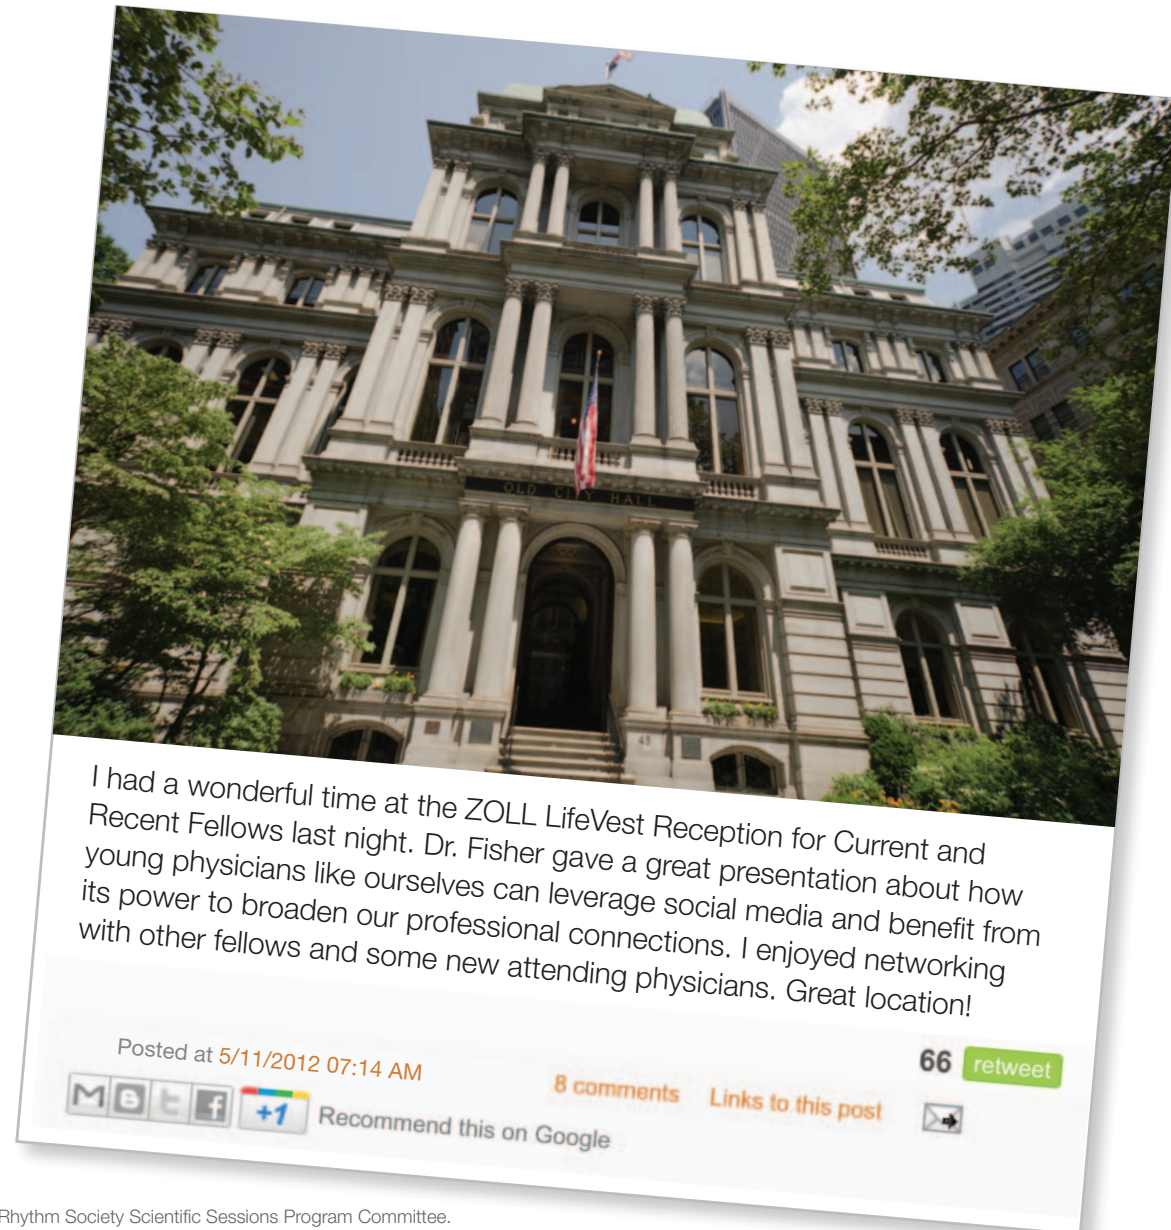 OLD CITY HALL
45
I had a wonderful time at the ZOLL LifeVest Reception for Current and
Recent Fellows last night. Dr. Fisher gave a great presentation about how
young physicians like ourselves can leverage social media and benefit from
its power to broaden our professional connections. I enjoyed networking
with other fellows and some new attending physicians. Great location!
66 retweet
Posted at 5/11/2012 07:14 AM
8 comments Links to this post
M B t f +1 Recommend this on Google
Rhythm Society Scientific Sessions Program Committee.